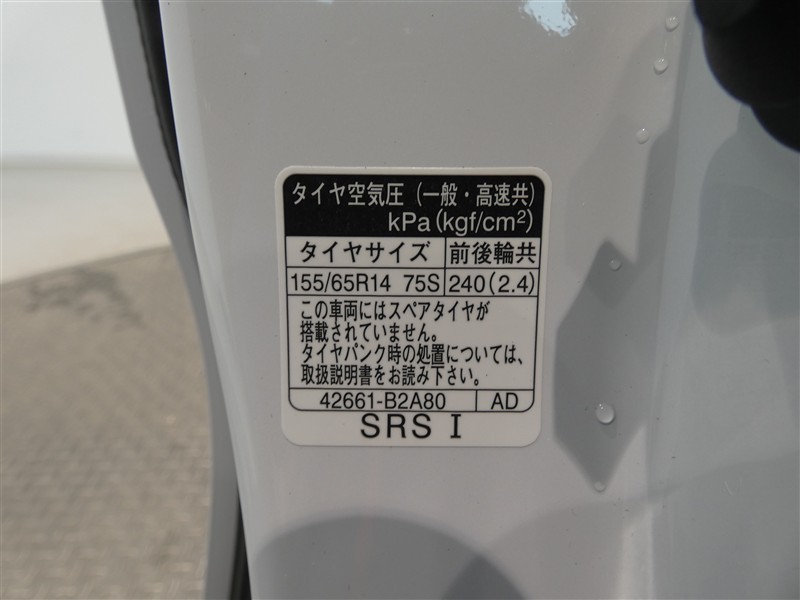 タイヤ空気圧（一般・高速共）
kPa(kgf/cm²)
タイヤサイズ 前後輪共
155/65R14 75S 240(2.4)
この車両にはスペアタイヤが
搭載されていません。
タイヤパンク時の処置については、
取扱説明書をお読み下さい。
42661-B2A80 AD
SRS I